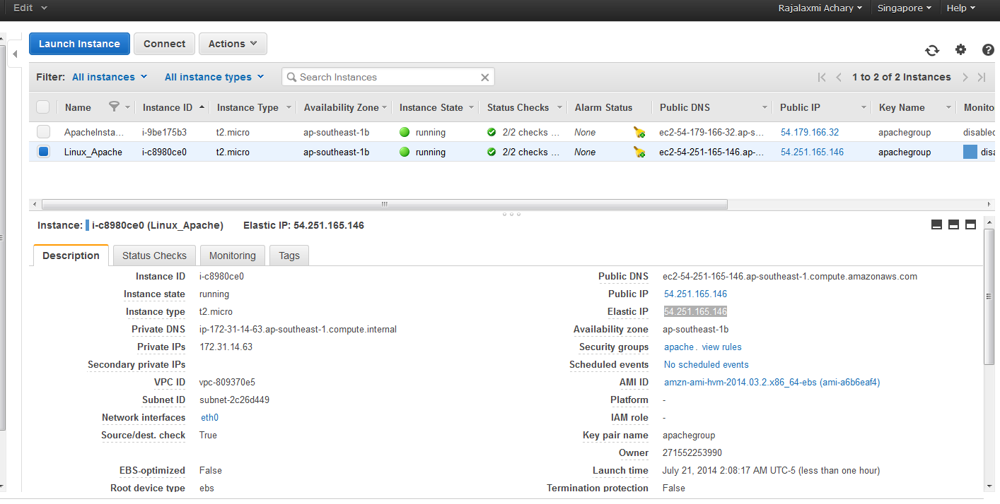 Edit Rajalaxmi Achary Singapore Help
Launch Instance Connect Actions
Filter: All instances All instance types Search Instances 1 to 2 of 2 Instances
Name Instance ID Instance Type Availability Zone Instance State Status Checks Alarm Status Public DNS Public IP Key Name Monito
ApacheInsta... i-9be175b3 t2.micro ap-southeast-1b running 2/2 checks ... None ec2-54-179-166-32.ap-s... 54.179.166.32 apachegroup disabled
Linux_Apache i-c8980ce0 t2.micro ap-southeast-1b running 2/2 checks ... None ec2-54-251-165-146.ap-... 54.251.165.146 apachegroup disa
Instance: i-c8980ce0 (Linux_Apache) Elastic IP: 54.251.165.146
Description Status Checks Monitoring Tags
Instance ID i-c8980ce0 Public DNS ec2-54-251-165-146.ap-southeast-1.compute.amazonaws.com
Instance state running Public IP 54.251.165.146
Instance type t2.micro Elastic IP 54.251.165.146
Private DNS ip-172-31-14-63.ap-southeast-1.compute.internal Availability zone ap-southeast-1b
Private IPs 172.31.14.63 Security groups apache . view rules
Secondary private IPs Scheduled events No scheduled events
VPC ID vpc-809370e5 AMI ID amzn-ami-hvm-2014.03.2.x86_64-ebs (ami-a6b6eaf4)
Subnet ID subnet-2c26d449 Platform -
Network interfaces eth0 IAM role -
Source/dest. check True Key pair name apachegroup
Owner 271552253990
EBS-optimized False Launch time July 21, 2014 2:08:17 AM UTC-5 (less than one hour)
Root device type ebs Termination protection False